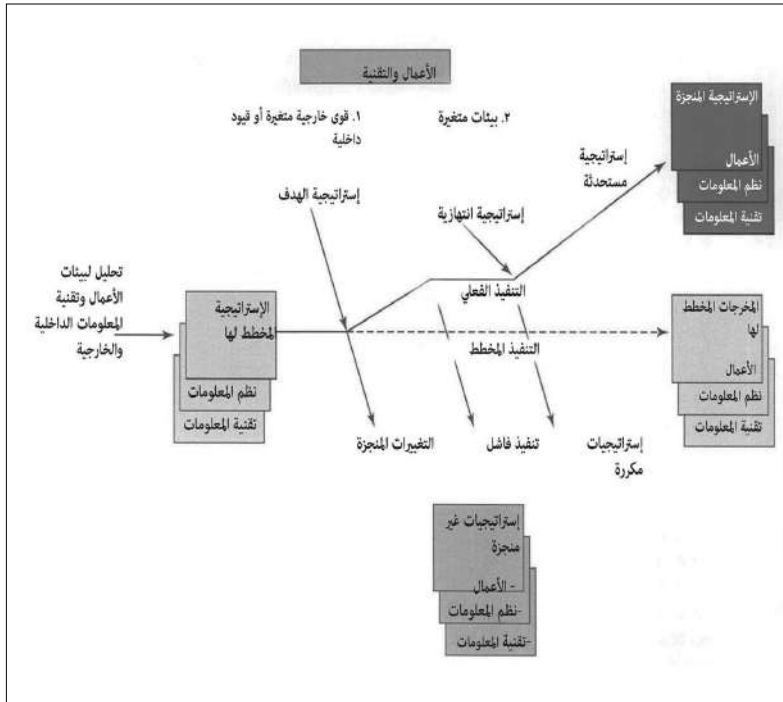 الأعمال والتقنية
١. قوى خارجية متغيرة أو قيود
داخلية
٢. بيئات متغيرة
الإستراتيجية المنجزة
الأعمال
نظم المعلومات
تقنية المعلومات
إستراتيجية
مستحدثة
إستراتيجية الهدف
إستراتيجية انتهازية
تحليل لبيئات
الأعمال وتقنية
المعلومات الداخلية
والخارجية
الإستراتيجية
المخطط لها
نظم المعلومات
تقنية المعلومات
التنفيذ الفعلي
التنفيذ المخطط
المخرجات المخطط
لها
الأعمال
نظم المعلومات
تقنية المعلومات
التغييرات المنجزة
تنفيذ فاشل
إستراتيجيات
مكررة
إستراتيجيات غير
منجزة
- الأعمال
-نظم المعلومات
-تقنية المعلومات